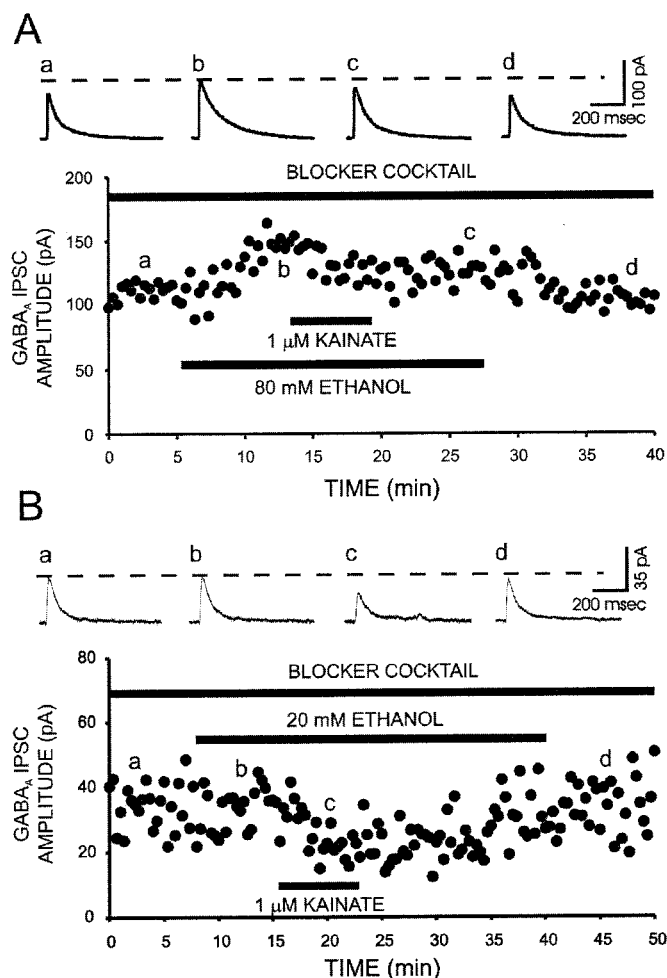 A
a b c d
100 pA
200 msec
BLOCKER COCKTAIL
200
150
100
50
0
GABAA IPSC
AMPLITUDE (pA)
a
b
c
d
1 µM KAINATE
80 mM ETHANOL
0 5 10 15 20 25 30 35 40
TIME (min)
B
a b c d
35 pA
200 msec
BLOCKER COCKTAIL
20 mM ETHANOL
80
60
40
20
0
GABAA IPSC
AMPLITUDE (pA)
a
b
c
d
1 µM KAINATE
0 5 10 15 20 25 30 35 40 45 50
TIME (min)